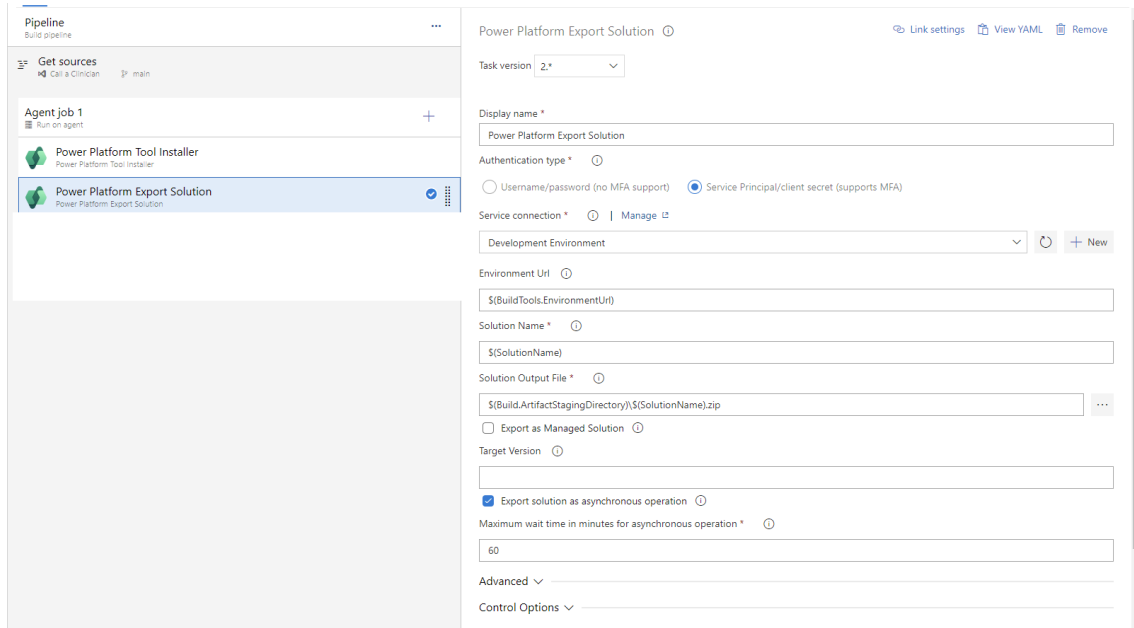 Pipeline
Build pipeline
Get sources
Call a Clinician main
Agent job 1
Run on agent
Power Platform Tool Installer
Power Platform Tool Installer
Power Platform Export Solution
Power Platform Export Solution
Power Platform Export Solution
Link settings View YAML Remove
Task version 2.*
Display name *
Power Platform Export Solution
Authentication type *
Username/password (no MFA support) Service Principal/client secret (supports MFA)
Service connection * | Manage
Development Environment
New
Environment Url
$(BuildTools.EnvironmentUrl)
Solution Name *
$(SolutionName)
Solution Output File *
$(Build.ArtifactStagingDirectory)\$(SolutionName).zip
Export as Managed Solution
Target Version
Export solution as asynchronous operation
Maximum wait time in minutes for asynchronous operation *
60
Advanced
Control Options